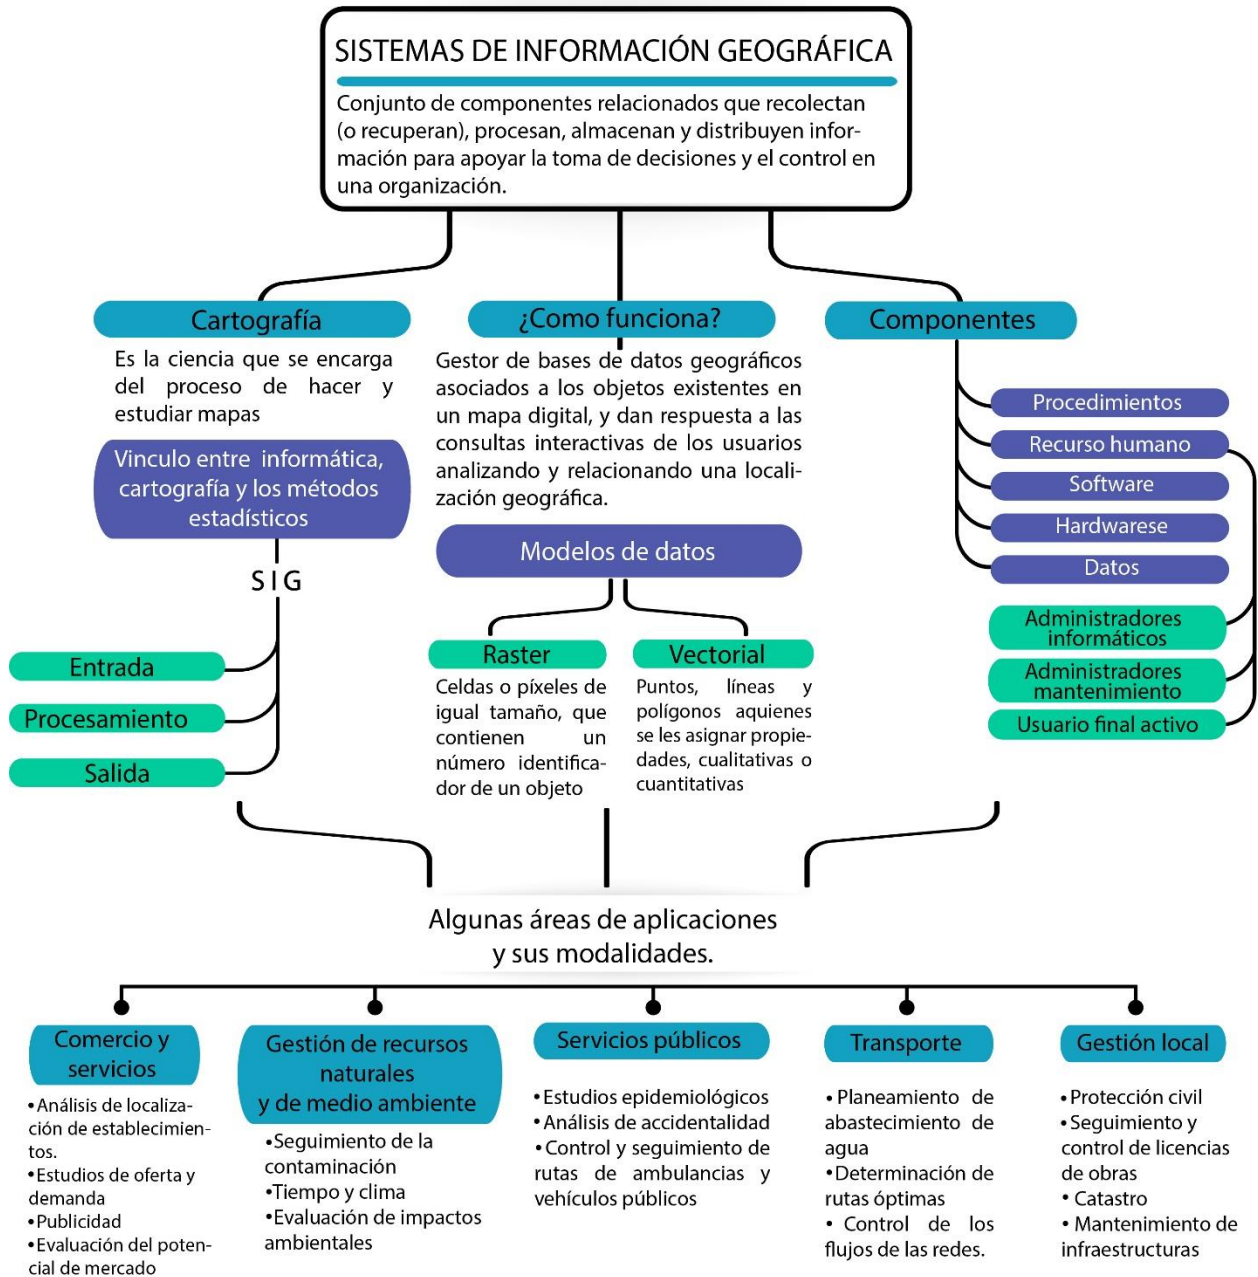 SISTEMAS DE INFORMACIÓN GEOGRÁFICA
Conjunto de componentes relacionados que recolectan
(o recuperan), procesan, almacenan y distribuyen infor-
mación para apoyar la toma de decisiones y el control en
una organización.
Cartografía
Es la ciencia que se encarga
del proceso de hacer y
estudiar mapas
Vinculo entre informática,
cartografía y los métodos
estadísticos
SIG
Entrada
Procesamiento
Salida
¿Como funciona?
Gestor de bases de datos geográficos
asociados a los objetos existentes en
un mapa digital, y dan respuesta a las
consultas interactivas de los usuarios
analizando y relacionando una locali-
zación geográfica.
Modelos de datos
Raster
Celdas o píxeles de
igual tamaño, que
contienen un
número identifica-
dor de un objeto
Vectorial
Puntos, líneas y
polígonos aquienes
se les asignar propie-
dades, cualitativas o
cuantitativas
Componentes
Procedimientos
Recurso humano
Software
Hardwarese
Datos
Administradores
informáticos
Administradores
mantenimiento
Usuario final activo
Algunas áreas de aplicaciones
y sus modalidades.
Comercio y
servicios
•Análisis de localiza-
ción de establecimien-
tos.
•Estudios de oferta y
demanda
•Publicidad
•Evaluación del poten-
cial de mercado
Gestión de recursos
naturales
y de medio ambiente
•Seguimiento de la
contaminación
•Tiempo y clima
•Evaluación de impactos
ambientales
Servicios públicos
•Estudios epidemiológicos
•Análisis de accidentalidad
•Control y seguimiento de
rutas de ambulancias y
vehículos públicos
Transporte
•Planeamiento de
abastecimiento de
agua
•Determinación de
rutas óptimas
• Control de los
flujos de las redes.
Gestión local
•Protección civil
•Seguimiento y
control de licencias
de obras
•Catastro
•Mantenimiento de
infraestructuras